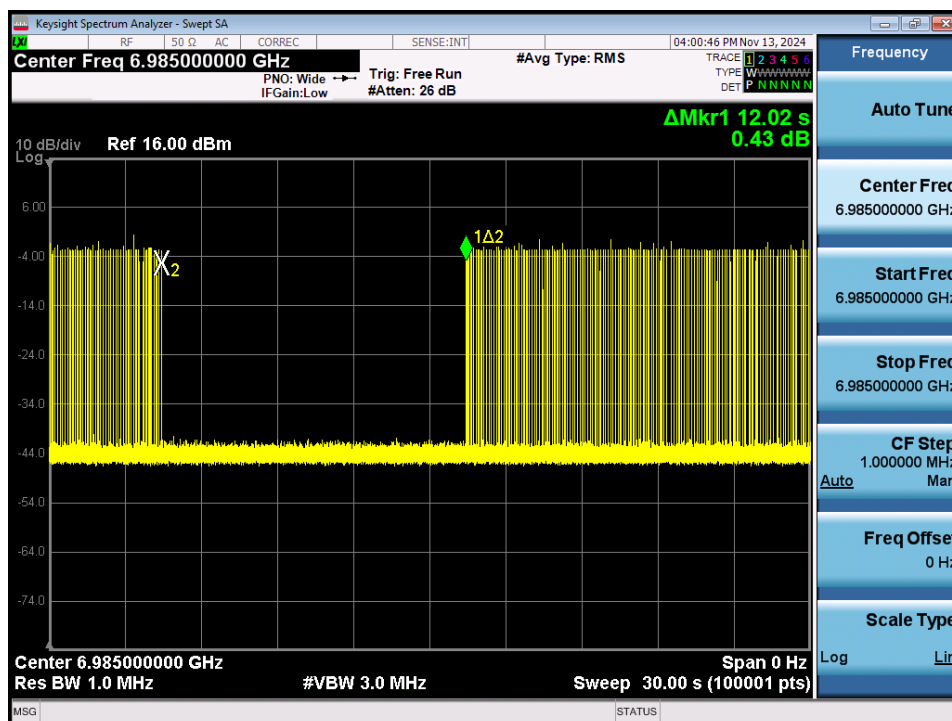 Keysight Spectrum Analyzer - Swept SA
LXI RF 50 Ω AC CORREC SENSE:INT 04:00:46 PM Nov 13, 2024
Center Freq 6.985000000 GHz
PNO: Wide
IFGain:Low
Trig: Free Run
#Atten: 26 dB
#Avg Type: RMS
TRACE 1 2 3 4 5 6
TYPE WWWWWW
DET P N N N N N
ΔMkr1 12.02 s
0.43 dB
10 dB/div
Log
Ref 16.00 dBm
6.00
-4.00
-14.0
-24.0
-34.0
-44.0
-54.0
-64.0
-74.0
2
1Δ2
Center 6.985000000 GHz
Span 0 Hz
Res BW 1.0 MHz
#VBW 3.0 MHz
Sweep 30.00 s (100001 pts)
MSG
STATUS
Frequency
Auto Tune
Center Freq
6.985000000 GHz
Start Freq
6.985000000 GHz
Stop Freq
6.985000000 GHz
CF Step
1.000000 MHz
Auto Man
Freq Offset
0 Hz
Scale Type
Log Lin